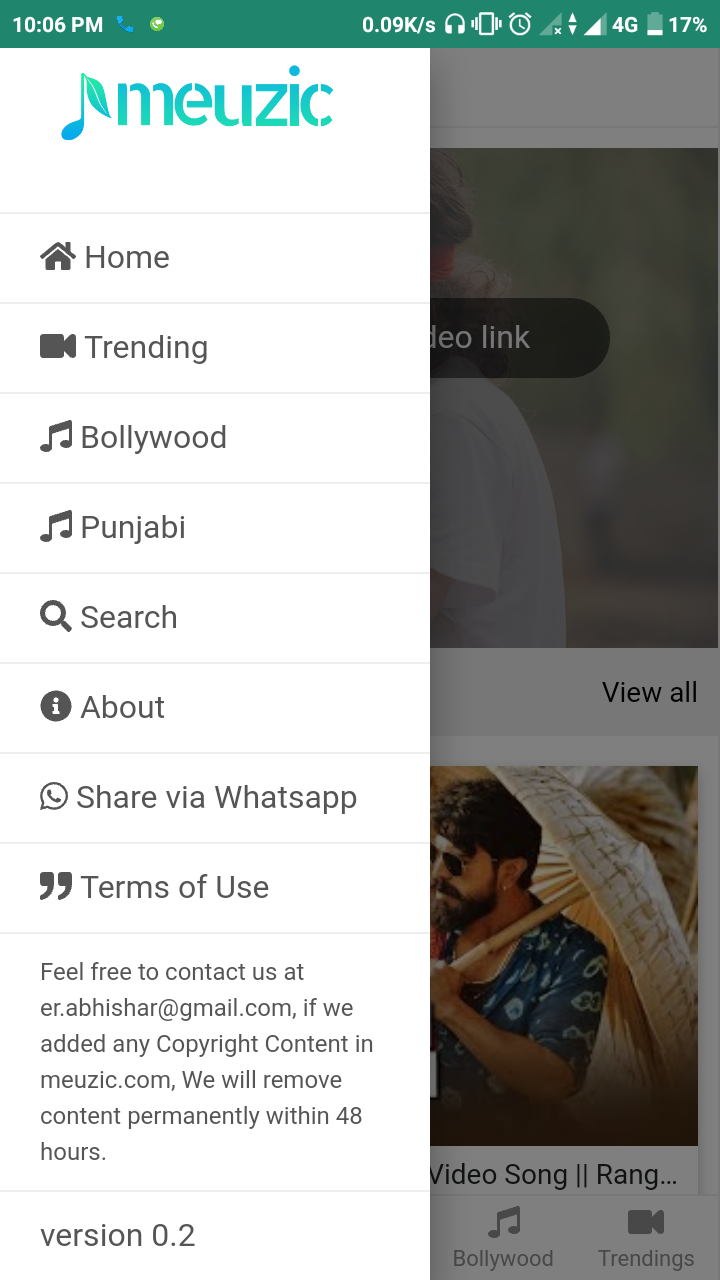 10:06 PM 0.09K/s 4G 17%
meuzic
Home
deo link
Trending
Bollywood
Punjabi
Search
View all
About
Share via Whatsapp
Terms of Use
Feel free to contact us at
er.abhishar@gmail.com, if we
added any Copyright Content in
meuzic.com, We will remove
content permanently within 48
hours.
Video Song || Rang...
version 0.2
Bollywood Trendings